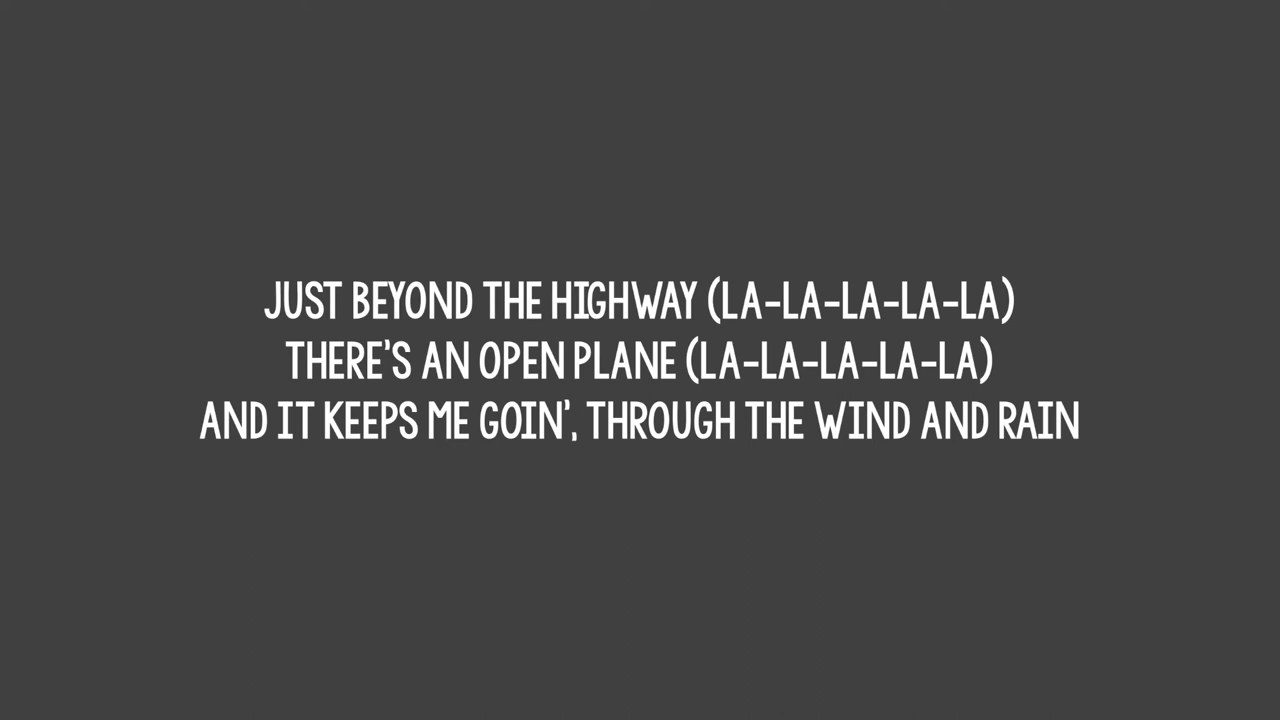 JUST BEYOND THE HIGHWAY (LA-LA-LA-LA-LA)
THERE'S AN OPEN PLANE (LA-LA-LA-LA-LA)
AND IT KEEPS ME GOIN', THROUGH THE WIND AND RAIN